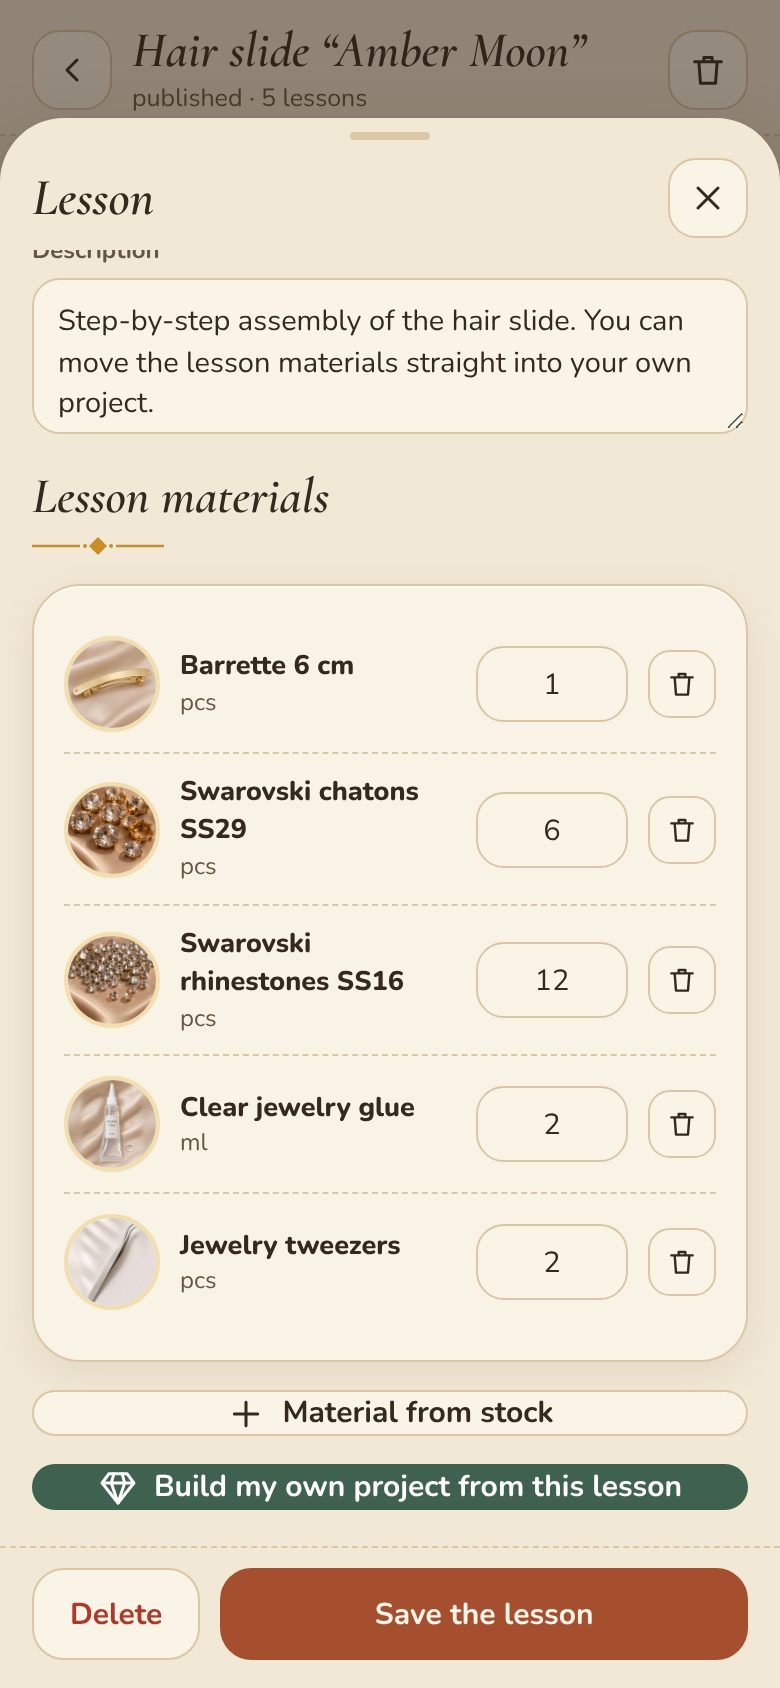 Hair slide “Amber Moon”
published · 5 lessons
Lesson
Description
Step-by-step assembly of the hair slide. You can
move the lesson materials straight into your own
project.
Lesson materials
Barrette 6 cm
pcs
1
Swarovski chatons
SS29
pcs
6
Swarovski
rhinestones SS16
pcs
12
Clear jewelry glue
ml
2
Jewelry tweezers
pcs
2
Material from stock
Build my own project from this lesson
Delete
Save the lesson